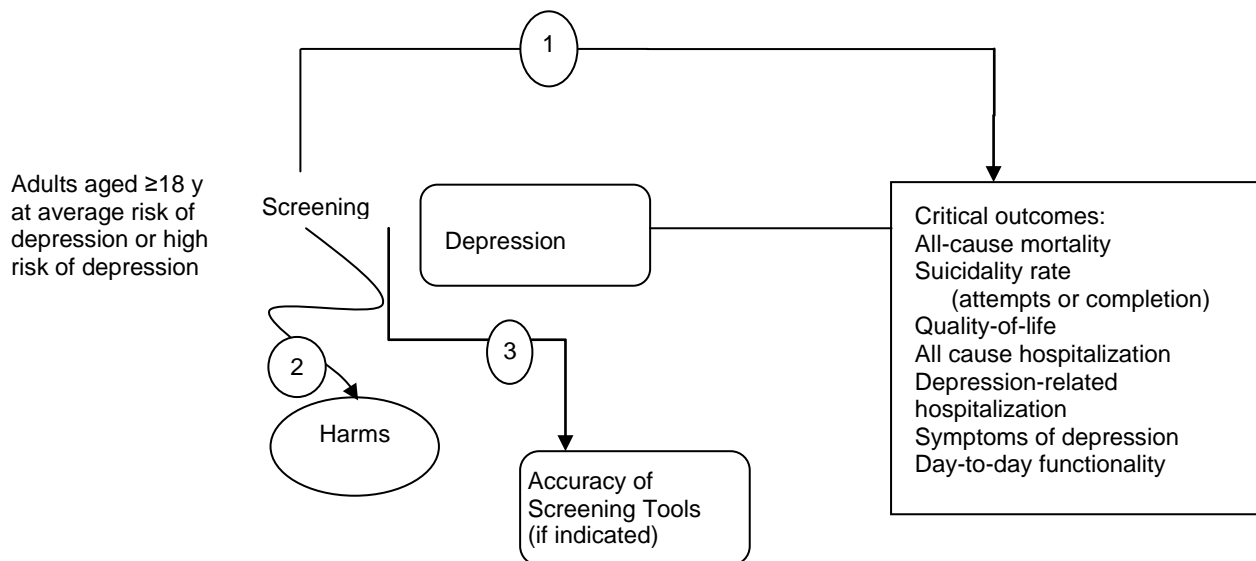 1
Adults aged ≥18 y
at average risk of
depression or high
risk of depression
Screening
Depression
Critical outcomes:
All-cause mortality
Suicidality rate
(attempts or completion)
Quality-of-life
All cause hospitalization
Depression-related
hospitalization
Symptoms of depression
Day-to-day functionality
2
3
Harms
Accuracy of
Screening Tools
(if indicated)